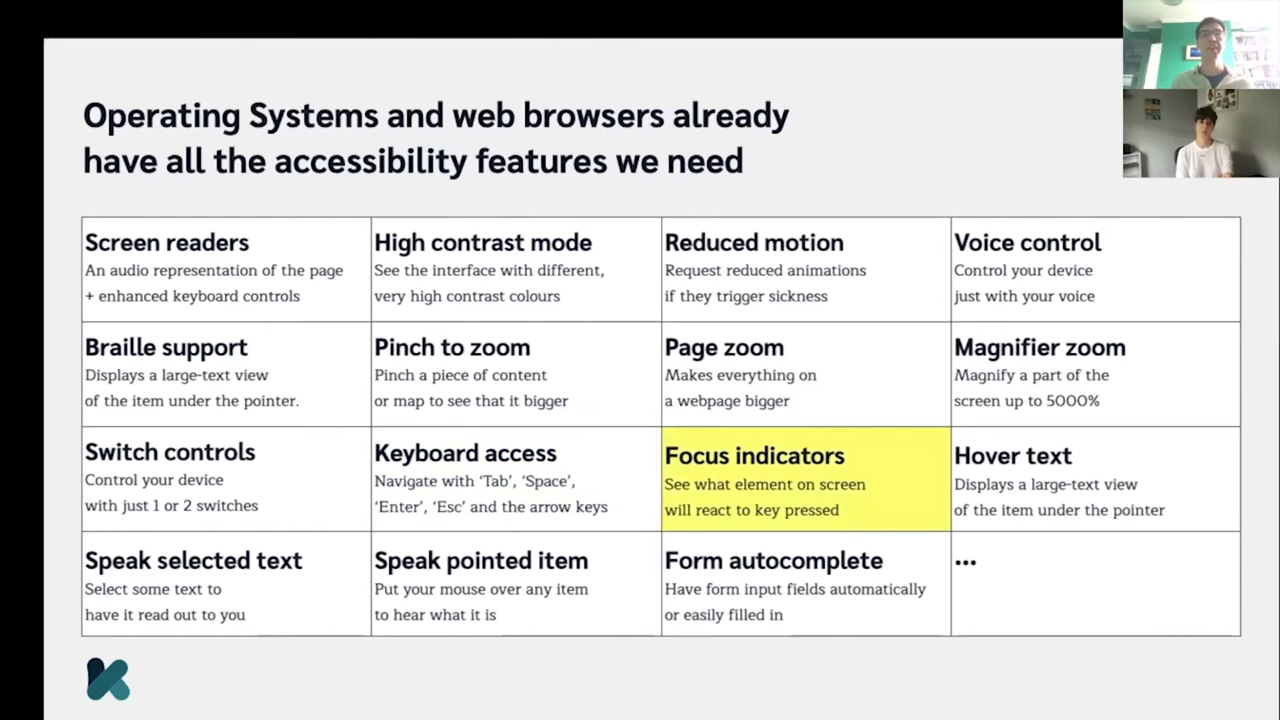 Operating Systems and web browsers already
have all the accessibility features we need
Screen readers
An audio representation of the page
+ enhanced keyboard controls
High contrast mode
See the interface with different,
very high contrast colours
Reduced motion
Request reduced animations
if they trigger sickness
Voice control
Control your device
just with your voice
Braille support
Displays a large-text view
of the item under the pointer.
Pinch to zoom
Pinch a piece of content
or map to see that it bigger
Page zoom
Makes everything on
a webpage bigger
Magnifier zoom
Magnify a part of the
screen up to 5000%
Switch controls
Control your device
with just 1 or 2 switches
Keyboard access
Navigate with ‘Tab’, ‘Space’,
‘Enter’, ‘Esc’ and the arrow keys
Focus indicators
See what element on screen
will react to key pressed
Hover text
Displays a large-text view
of the item under the pointer
Speak selected text
Select some text to
have it read out to you
Speak pointed item
Put your mouse over any item
to hear what it is
Form autocomplete
Have form input fields automatically
or easily filled in
...